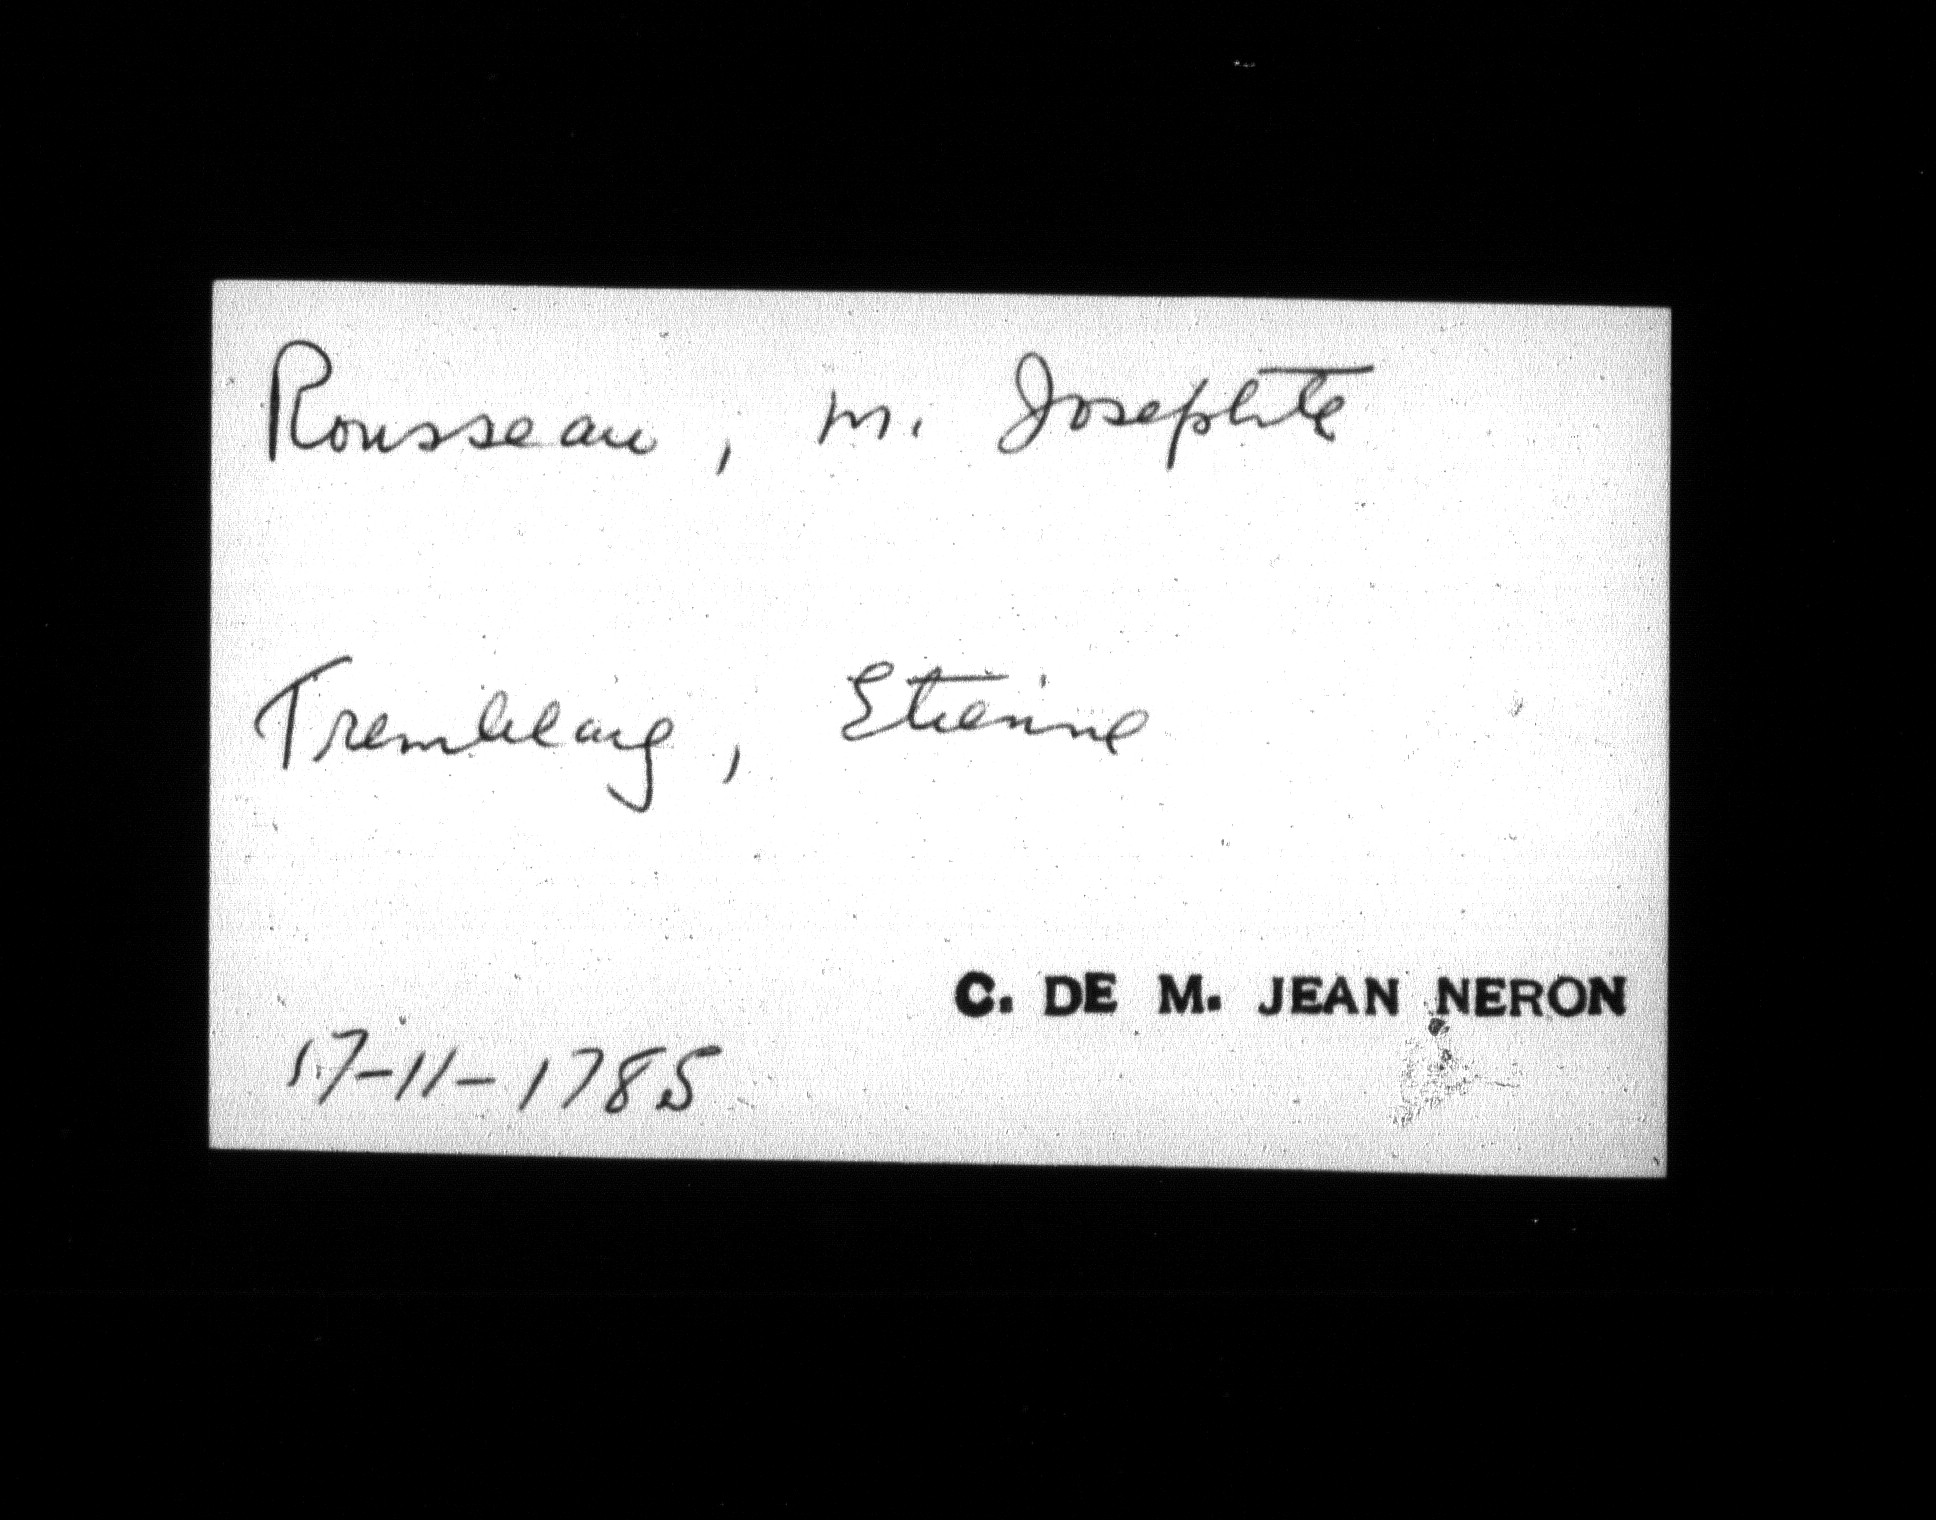 Rousseau, m. Josephte
Tremblay, Etienne
C. DE M. JEAN NERON
17-11-1785